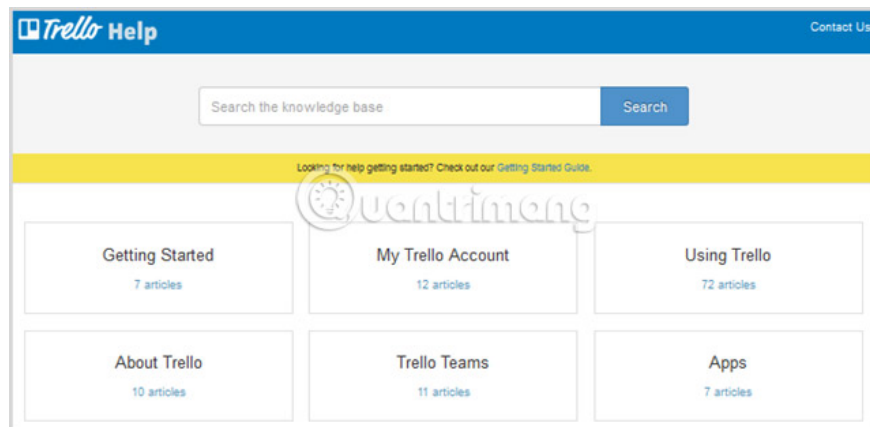 Trello Help
Contact Us
Search the knowledge base
Search
Looking for help getting started? Check out our Getting Started Guide.
Quantrimang
Getting Started
My Trello Account
Using Trello
7 articles
12 articles
72 articles
About Trello
Trello Teams
Apps
10 articles
11 articles
7 articles